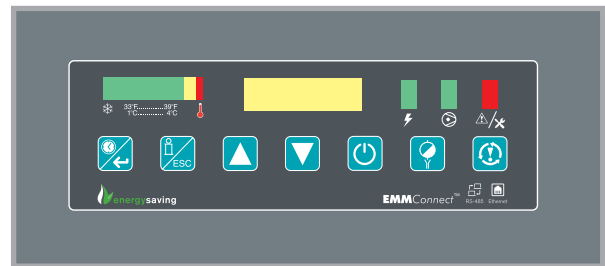 33°F............39°F
1°C............ 4°C
ESC
energysaving
EMMConnect™
RS-485 Ethernet